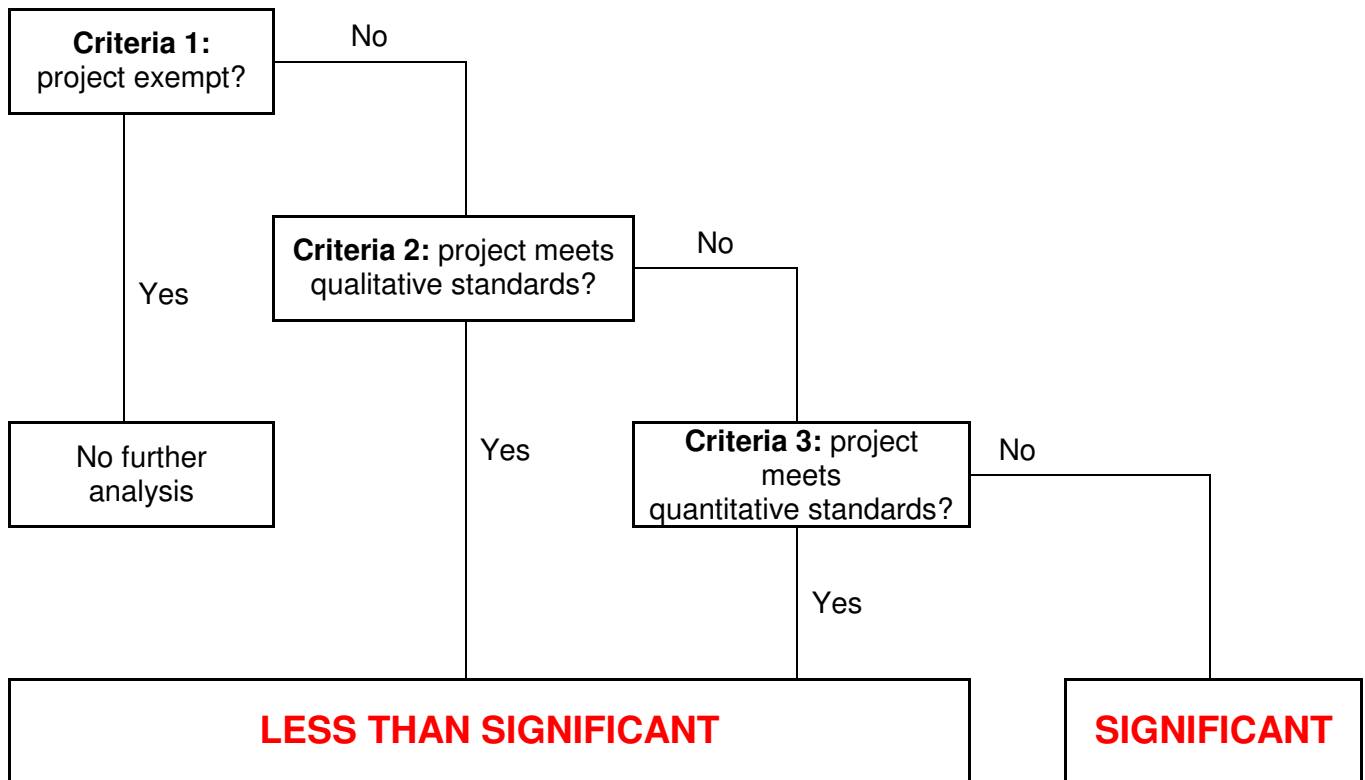 Criteria 1:
project exempt?
No
Criteria 2: project meets
qualitative standards?
No
Yes
No further
analysis
Yes
Criteria 3: project
meets
quantitative standards?
No
Yes
LESS THAN SIGNIFICANT
SIGNIFICANT